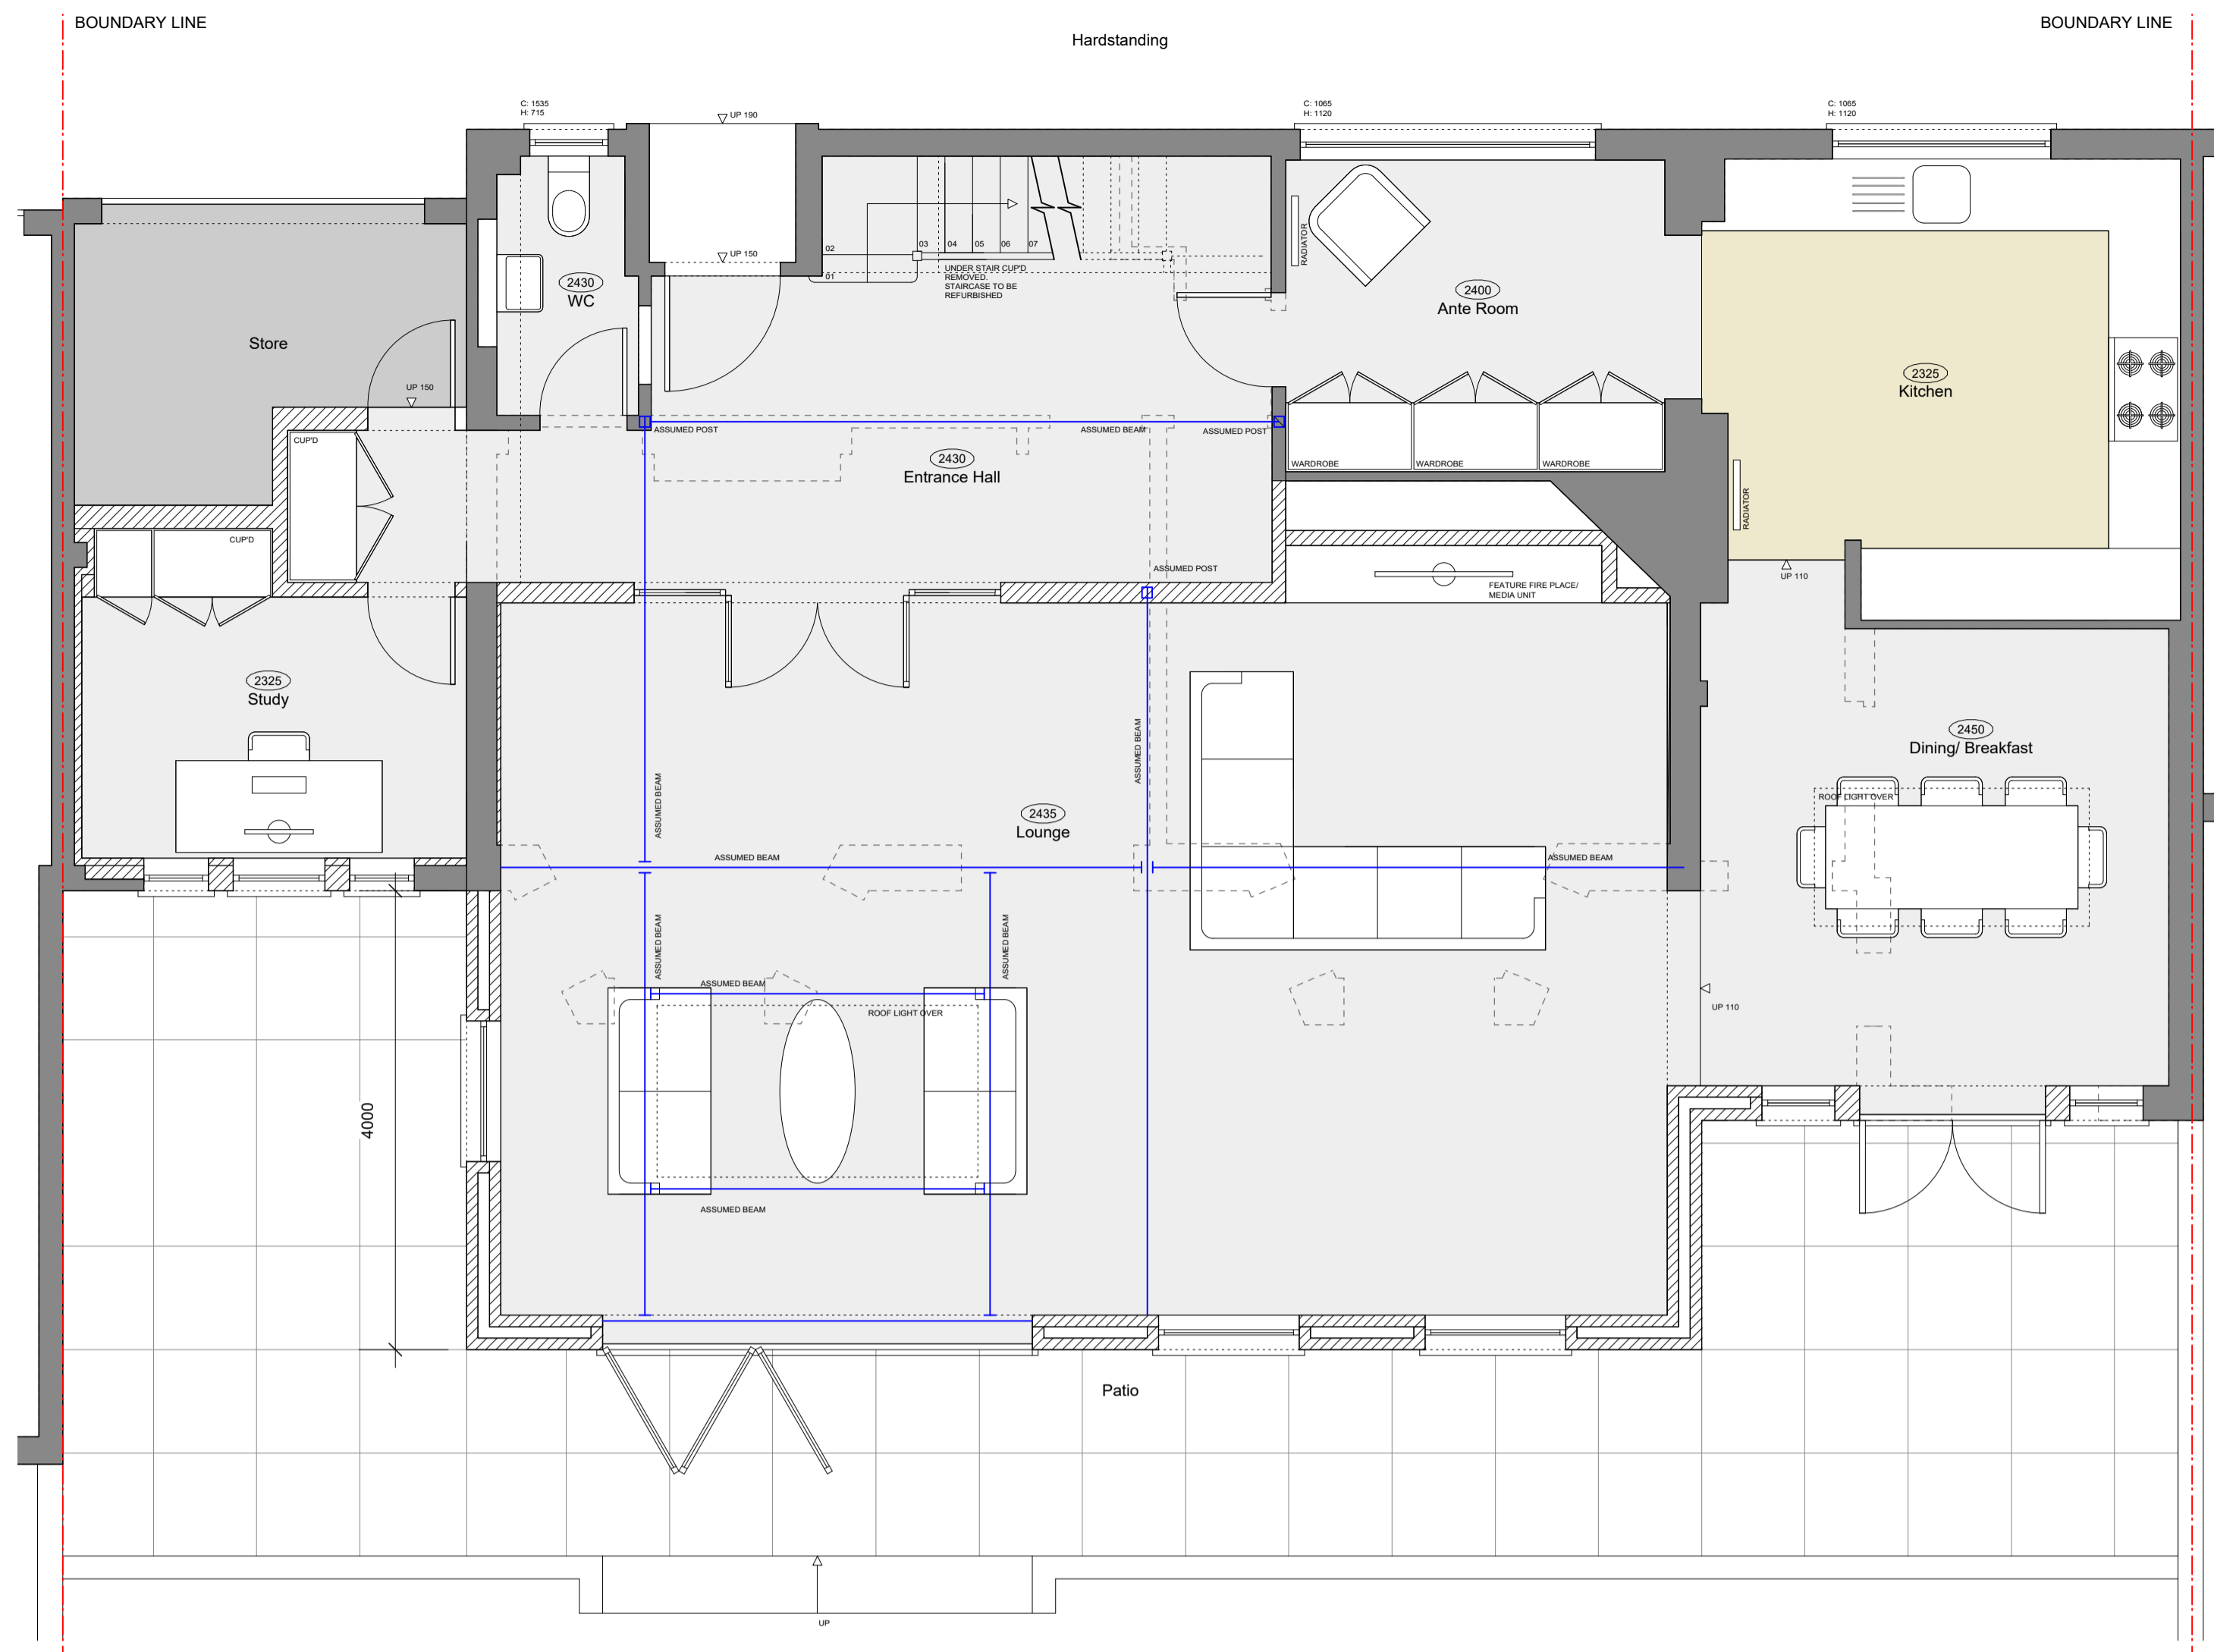 BOUNDARY LINE
BOUNDARY LINE
Hardstanding
C: 1535
H: 715
UP 190
C: 1065
H: 1120
C: 1065
H: 1120
02
03
04
05
06
07
01
UP 150
UNDER STAIR CUP'D
REMOVED.
STAIRCASE TO BE
REFURBISHED
RADIATOR
2430
WC
2400
Ante Room
Store
2325
Kitchen
UP 150
CUP'D
ASSUMED POST
ASSUMED BEAM
ASSUMED POST
2430
Entrance Hall
WARDROBE
WARDROBE
WARDROBE
RADIATOR
CUP'D
ASSUMED POST
FEATURE FIRE PLACE/
MEDIA UNIT
UP 110
2325
Study
ASSUMED BEAM
2450
Dining/ Breakfast
ASSUMED BEAM
2435
Lounge
ROOF LIGHT OVER
ASSUMED BEAM
ASSUMED BEAM
ASSUMED BEAM
ASSUMED BEAM
ASSUMED BEAM
ROOF LIGHT OVER
UP 110
4000
ASSUMED BEAM
Patio
UP